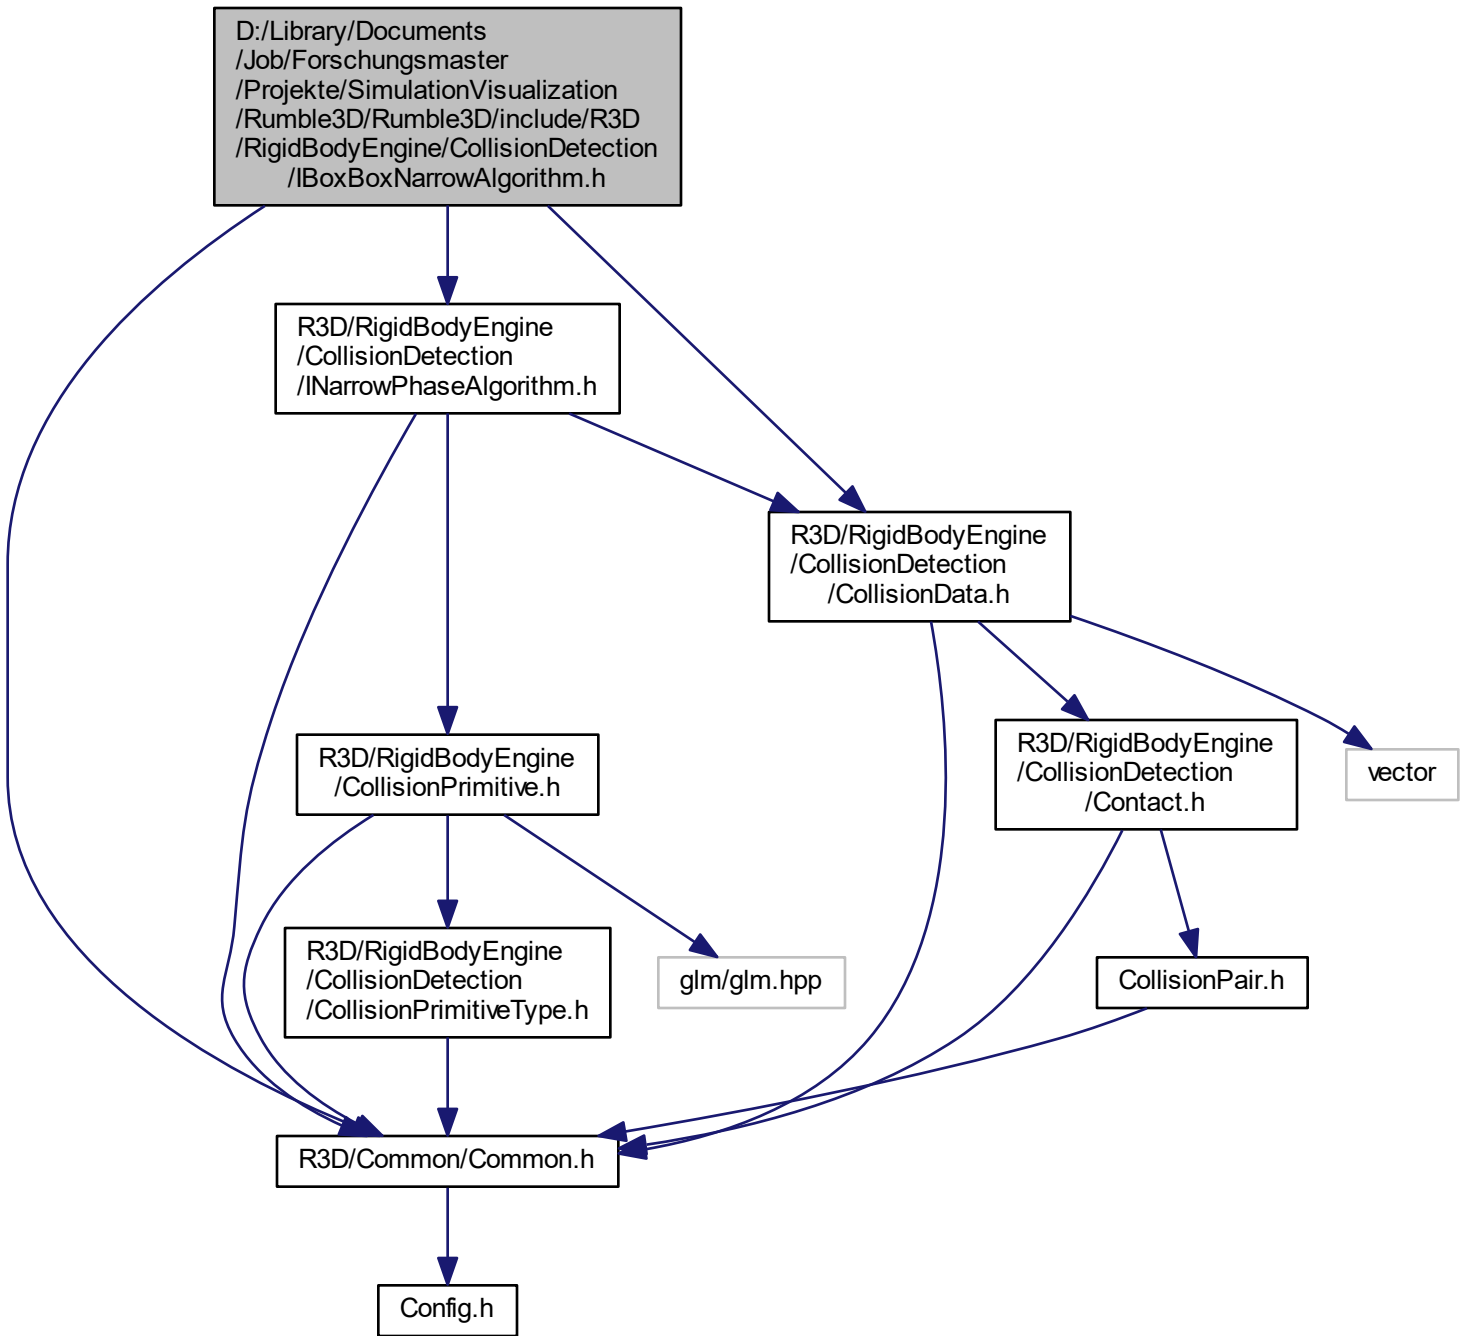 D:/Library/Documents
/Job/Forschungsmaster
/Projekte/SimulationVisualization
/Rumble3D/Rumble3D/include/R3D
/RigidBodyEngine/CollisionDetection
/IBoxBoxNarrowAlgorithm.h
R3D/RigidBodyEngine
/CollisionDetection
/INarrowPhaseAlgorithm.h
R3D/RigidBodyEngine
/CollisionDetection
/CollisionData.h
R3D/RigidBodyEngine
/CollisionPrimitive.h
R3D/RigidBodyEngine
/CollisionDetection
/Contact.h
vector
R3D/RigidBodyEngine
/CollisionDetection
/CollisionPrimitiveType.h
glm/glm.hpp
CollisionPair.h
R3D/Common/Common.h
Config.h